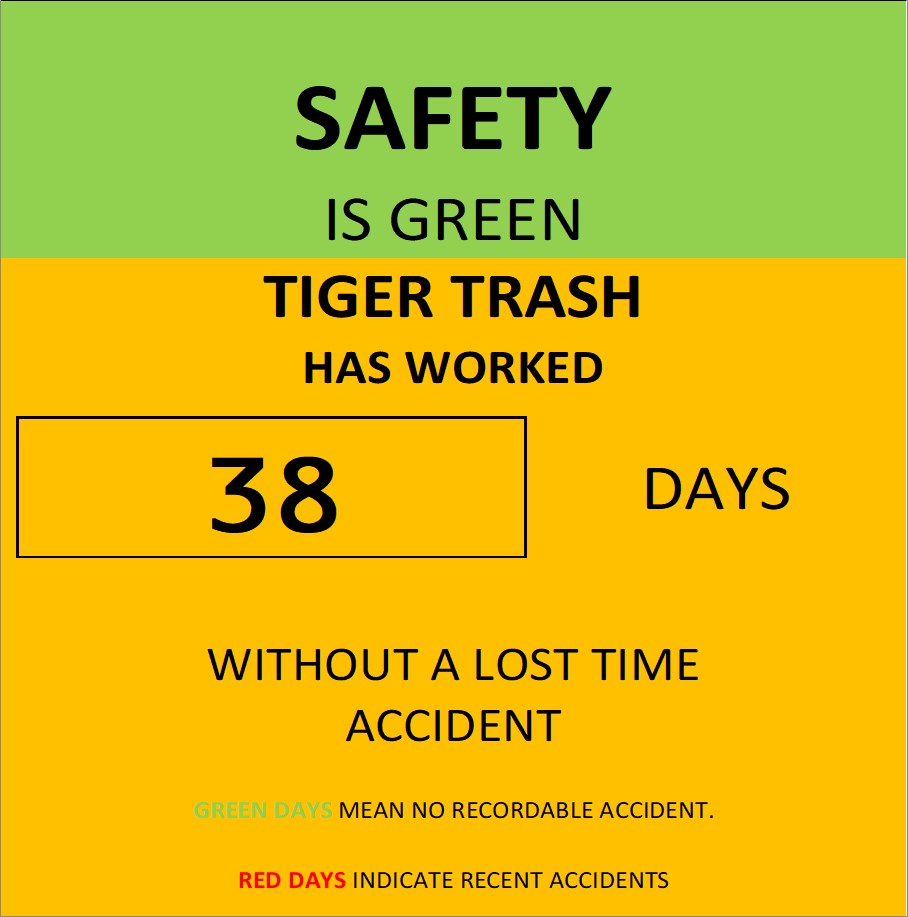 SAFETY
IS GREEN
TIGER TRASH
HAS WORKED
38 DAYS
WITHOUT A LOST TIME
ACCIDENT
GREEN DAYS MEAN NO RECORDABLE ACCIDENT.
RED DAYS INDICATE RECENT ACCIDENTS